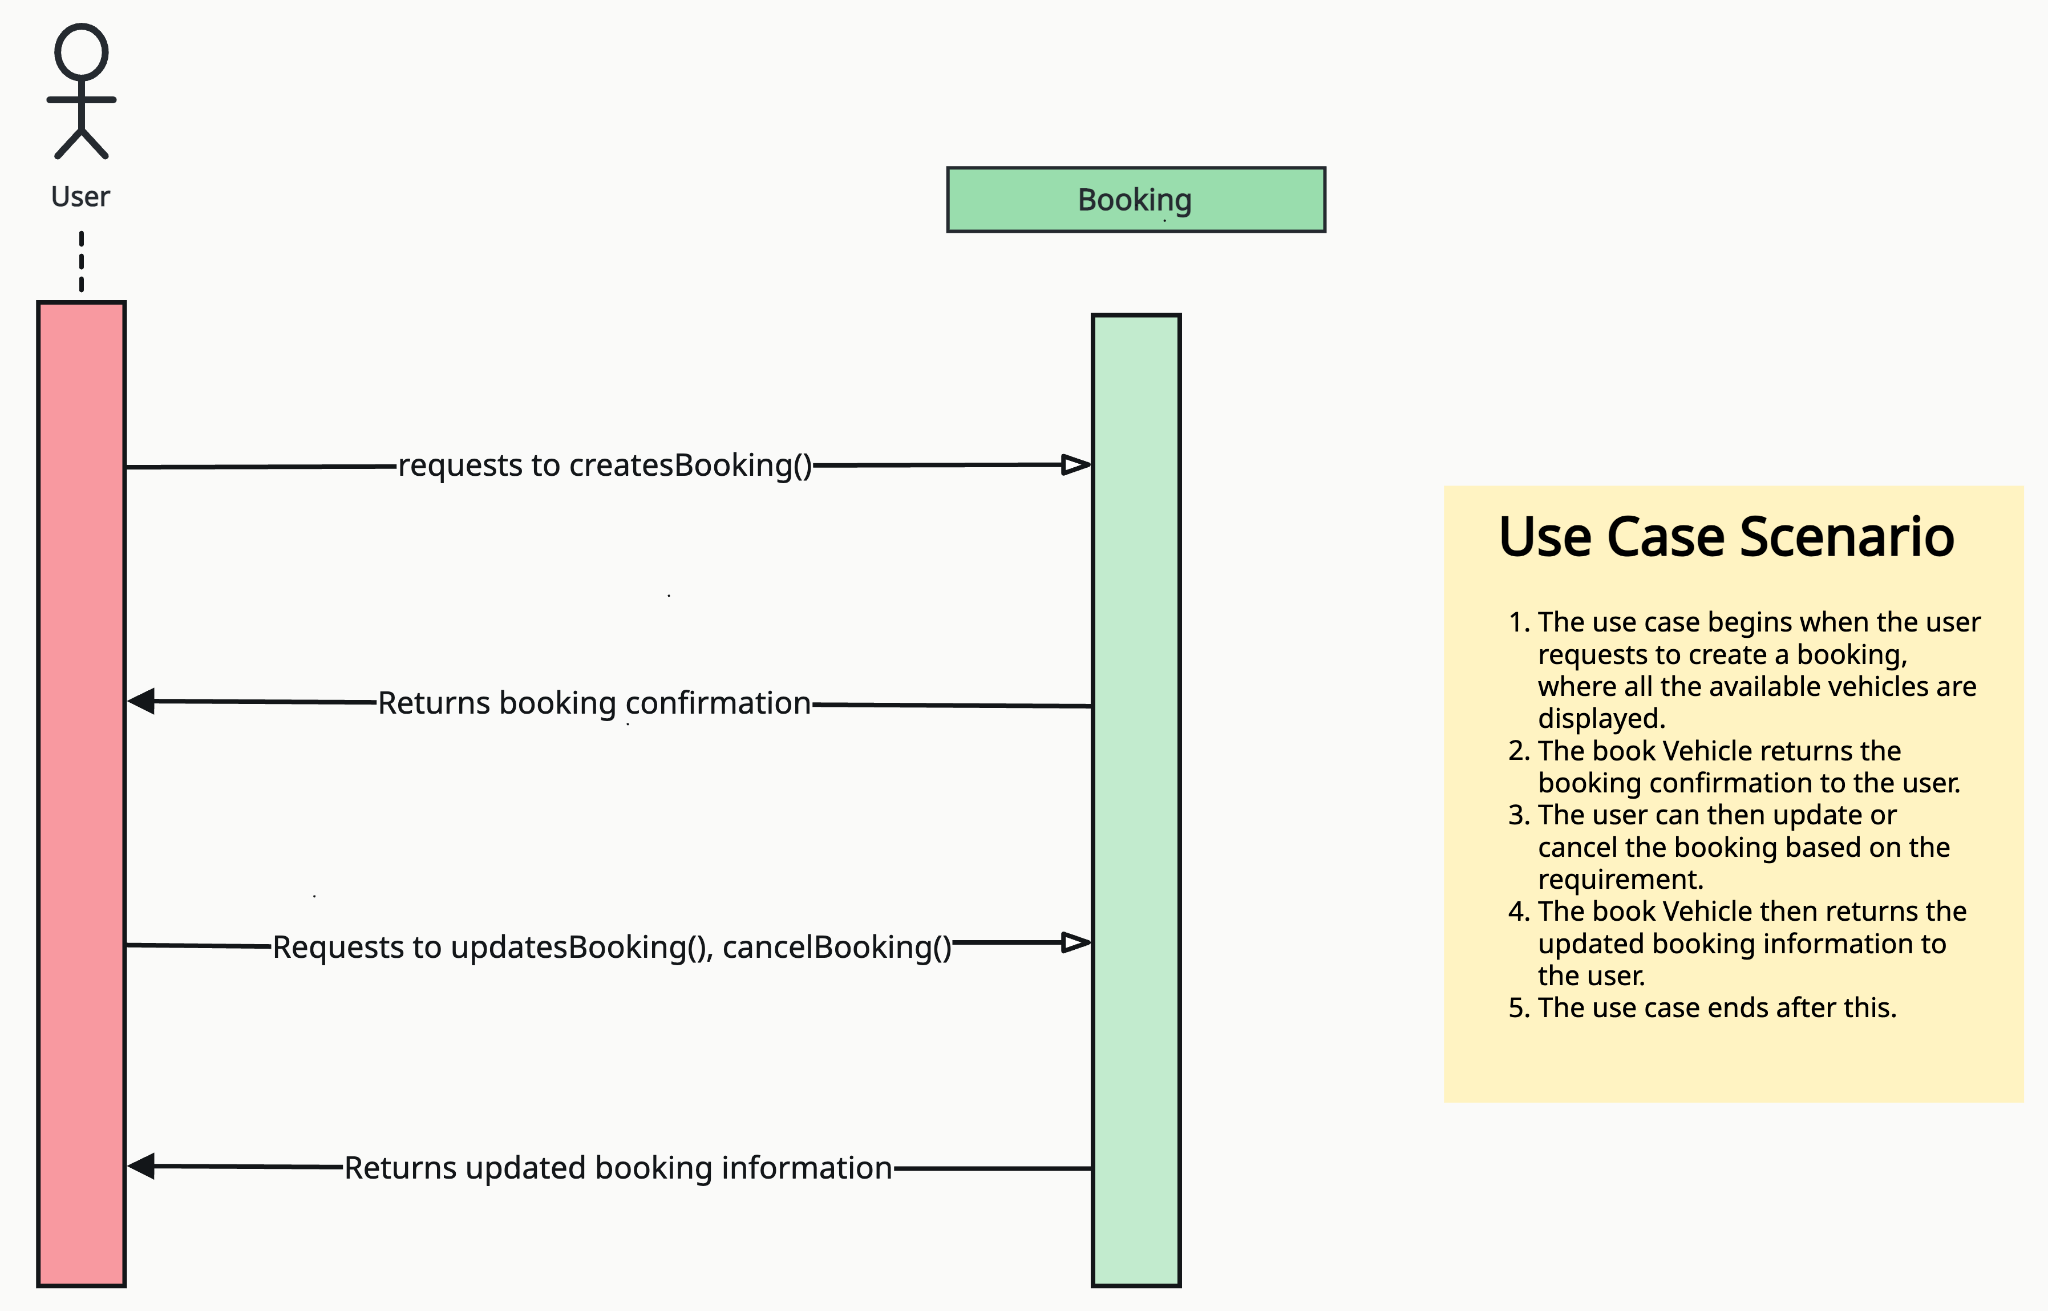 User
Booking
requests to createsBooking()
Returns booking confirmation
Requests to updatesBooking(), cancelBooking()
Returns updated booking information
Use Case Scenario
1. The use case begins when the user
requests to create a booking,
where all the available vehicles are
displayed.
2. The book Vehicle returns the
booking confirmation to the user.
3. The user can then update or
cancel the booking based on the
requirement.
4. The book Vehicle then returns the
updated booking information to
the user.
5. The use case ends after this.